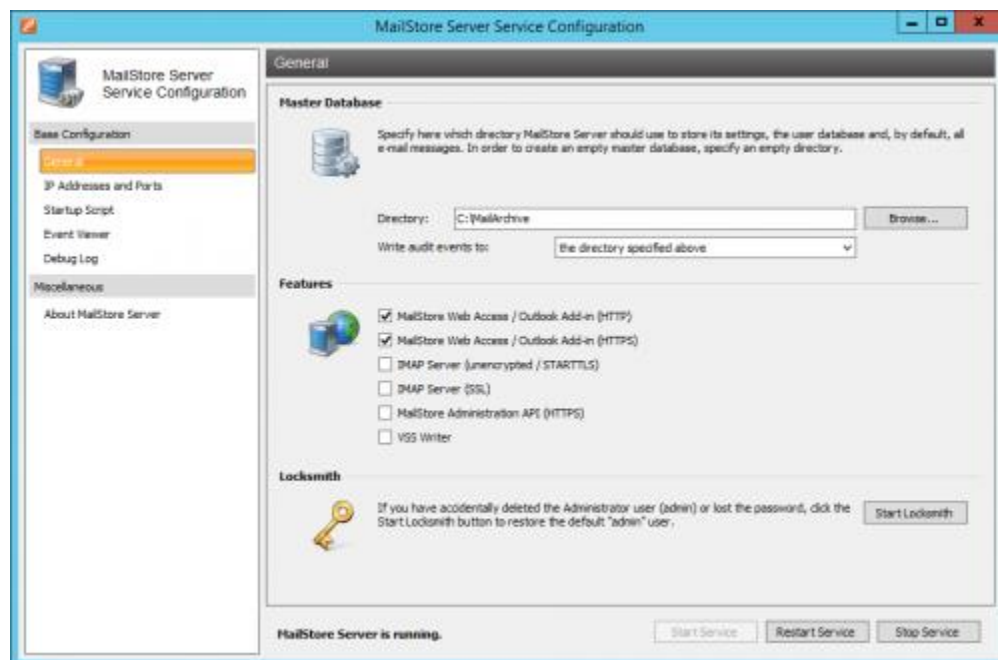 MailStore Server Service Configuration
MailStore Server
Service Configuration
Base Configuration
General
IP Addresses and Ports
Startup Script
Event Viewer
Debug Log
Miscellaneous
About MailStore Server
General
Master Database
Specify here which directory MailStore Server should use to store its settings, the user database and, by default, all
e-mail messages. In order to create an empty master database, specify an empty directory.
Directory: C:\MailArchive Browse...
Write audit events to: the directory specified above
Features
MailStore Web Access / Outlook Add-in (HTTP)
MailStore Web Access / Outlook Add-in (HTTPS)
IMAP Server (unencrypted / STARTTLS)
IMAP Server (SSL)
MailStore Administration API (HTTPS)
VSS Writer
Locksmith
If you have accidentally deleted the Administrator user (admin) or lost the password, click the
Start Locksmith button to restore the default "admin" user.
Start Locksmith
MailStore Server is running.
Start Service Restart Service Stop Service